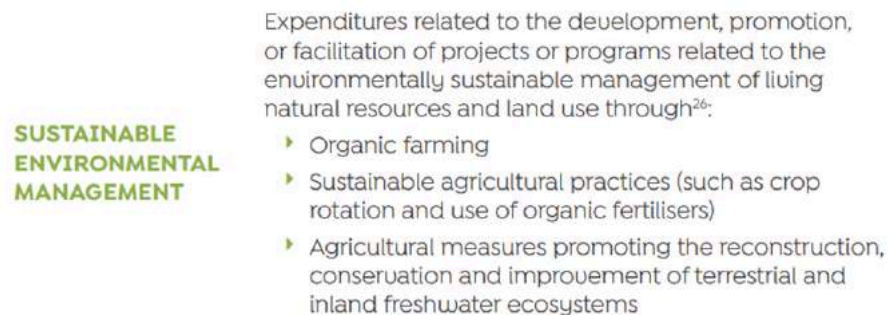 SUSTAINABLE
ENVIRONMENTAL
MANAGEMENT
Expenditures related to the development, promotion,
or facilitation of projects or programs related to the
environmentally sustainable management of living
natural resources and land use through²⁶:
‣ Organic farming
‣ Sustainable agricultural practices (such as crop
rotation and use of organic fertilisers)
‣ Agricultural measures promoting the reconstruction,
conservation and improvement of terrestrial and
inland freshwater ecosystems